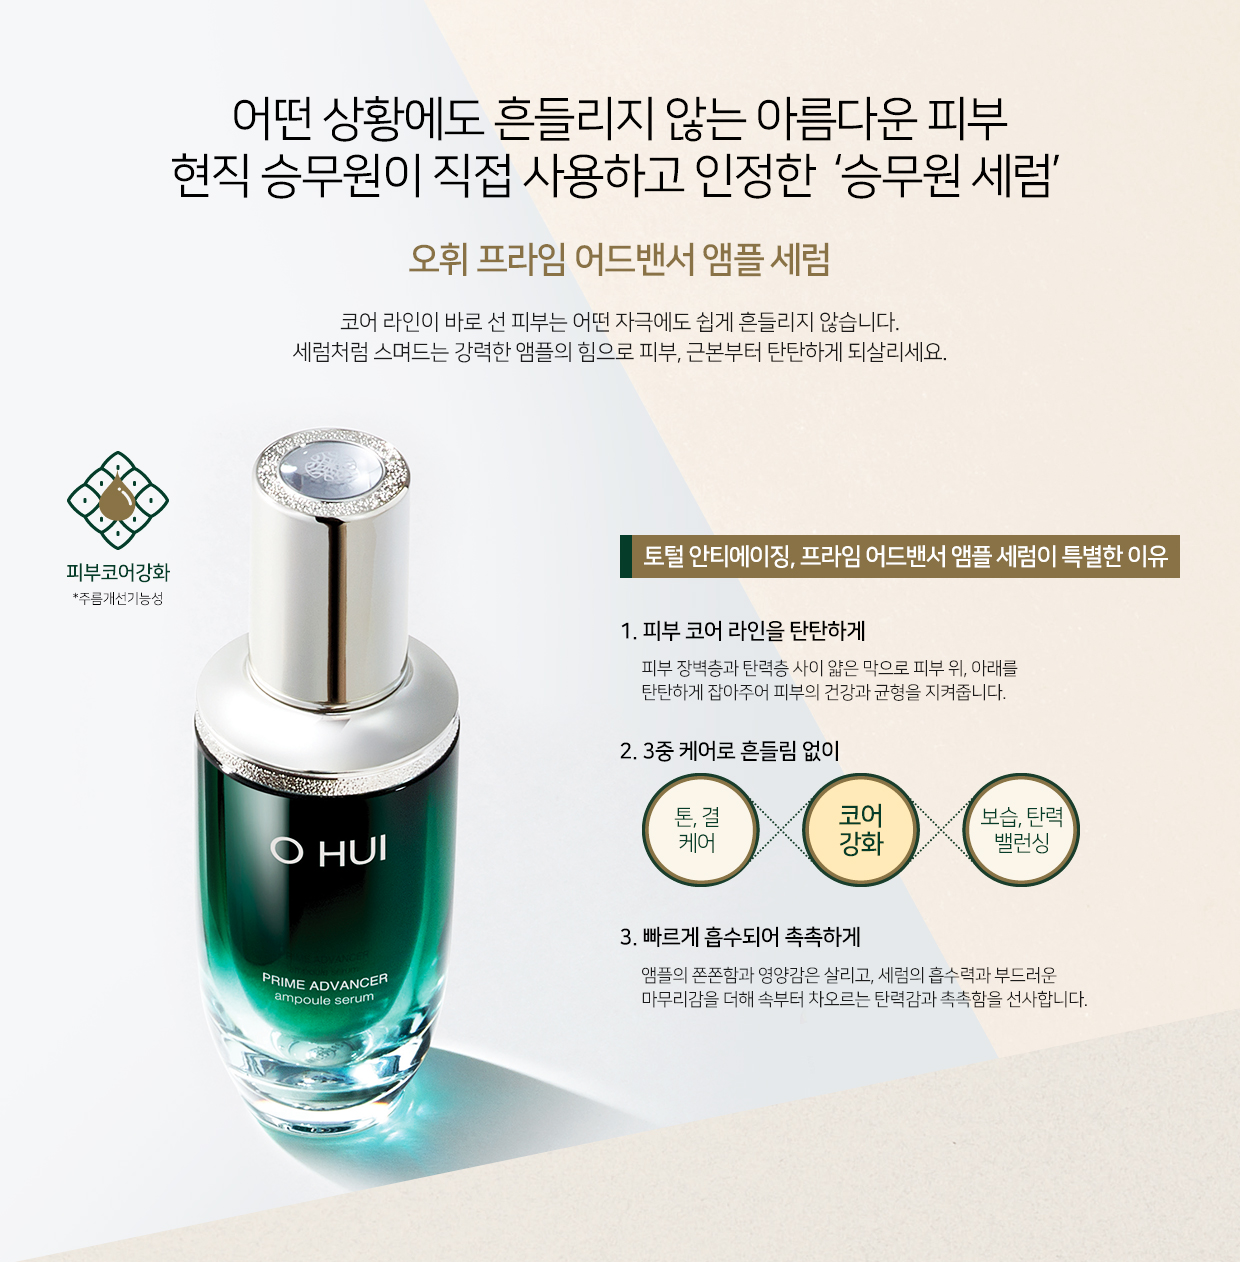 어떤 상황에도 흔들리지 않는 아름다운 피부
현직 승무원이 직접 사용하고 인정한 ‘승무원 세럼’
오휘 프라임 어드밴서 앰플 세럼
코어 라인이 바로 선 피부는 어떤 자극에도 쉽게 흔들리지 않습니다.
세럼처럼 스며드는 강력한 앰플의 힘으로 피부, 근본부터 탄탄하게 되살리세요.
피부코어강화
*주름개선기능성
O HUI
PRIME ADVANCER
ampoule serum
토털 안티에이징, 프라임 어드밴서 앰플 세럼이 특별한 이유
1. 피부 코어 라인을 탄탄하게
피부 장벽층과 탄력층 사이 얇은 막으로 피부 위, 아래를
탄탄하게 잡아주어 피부의 건강과 균형을 지켜줍니다.
2. 3중 케어로 흔들림 없이
톤, 결
케어
코어
강화
보습, 탄력
밸런싱
3. 빠르게 흡수되어 촉촉하게
앰플의 쫀쫀함과 영양감은 살리고, 세럼의 흡수력과 부드러운
마무리감을 더해 속부터 차오르는 탄력감과 촉촉함을 선사합니다.